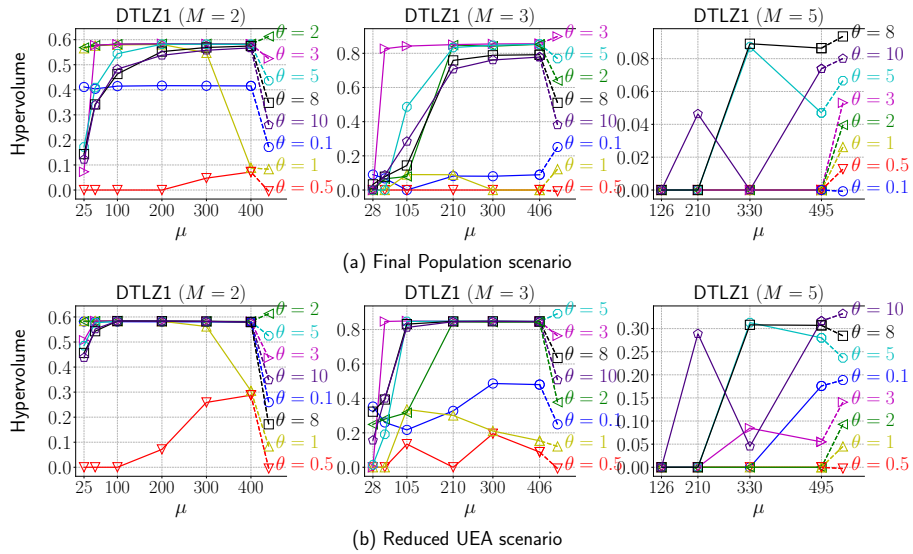 DTLZ1 (M = 2)
Hypervolume
0.6
0.5
0.4
0.3
0.2
0.1
0.0
25
100
200
300
400
μ
θ = 2
θ = 3
θ = 5
θ = 8
θ = 10
θ = 0.1
θ = 1
θ = 0.5
DTLZ1 (M = 3)
0.8
0.6
0.4
0.2
0.0
28
105
210
300
406
μ
θ = 3
θ = 5
θ = 2
θ = 8
θ = 10
θ = 0.1
θ = 1
θ = 0.5
DTLZ1 (M = 5)
0.08
0.06
0.04
0.02
0.00
126
210
330
495
μ
θ = 8
θ = 10
θ = 5
θ = 3
θ = 2
θ = 1
θ = 0.5
θ = 0.1
(a) Final Population scenario
DTLZ1 (M = 2)
Hypervolume
0.6
0.5
0.4
0.3
0.2
0.1
0.0
25
100
200
300
400
μ
θ = 2
θ = 5
θ = 3
θ = 10
θ = 0.1
θ = 8
θ = 1
θ = 0.5
DTLZ1 (M = 3)
0.8
0.6
0.4
0.2
0.0
28
105
210
300
406
μ
θ = 5
θ = 3
θ = 8
θ = 10
θ = 2
θ = 0.1
θ = 1
θ = 0.5
DTLZ1 (M = 5)
0.30
0.25
0.20
0.15
0.10
0.05
0.00
126
210
330
495
μ
θ = 10
θ = 8
θ = 5
θ = 0.1
θ = 3
θ = 2
θ = 1
θ = 0.5
(b) Reduced UEA scenario